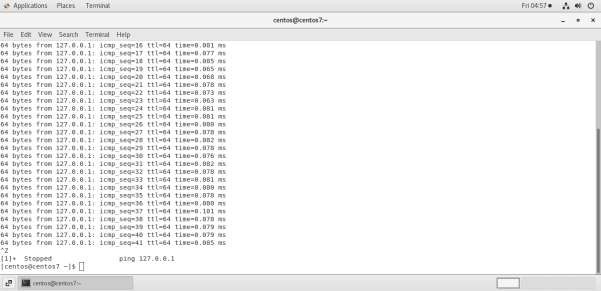 Applications Places Terminal Fri 04:57
centos@centos7:~
File Edit View Search Terminal Help
64 bytes from 127.0.0.1: icmp_seq=16 ttl=64 time=0.081 ms
64 bytes from 127.0.0.1: icmp_seq=17 ttl=64 time=0.077 ms
64 bytes from 127.0.0.1: icmp_seq=18 ttl=64 time=0.085 ms
64 bytes from 127.0.0.1: icmp_seq=19 ttl=64 time=0.065 ms
64 bytes from 127.0.0.1: icmp_seq=20 ttl=64 time=0.068 ms
64 bytes from 127.0.0.1: icmp_seq=21 ttl=64 time=0.078 ms
64 bytes from 127.0.0.1: icmp_seq=22 ttl=64 time=0.073 ms
64 bytes from 127.0.0.1: icmp_seq=23 ttl=64 time=0.063 ms
64 bytes from 127.0.0.1: icmp_seq=24 ttl=64 time=0.081 ms
64 bytes from 127.0.0.1: icmp_seq=25 ttl=64 time=0.081 ms
64 bytes from 127.0.0.1: icmp_seq=26 ttl=64 time=0.080 ms
64 bytes from 127.0.0.1: icmp_seq=27 ttl=64 time=0.078 ms
64 bytes from 127.0.0.1: icmp_seq=28 ttl=64 time=0.082 ms
64 bytes from 127.0.0.1: icmp_seq=29 ttl=64 time=0.078 ms
64 bytes from 127.0.0.1: icmp_seq=30 ttl=64 time=0.076 ms
64 bytes from 127.0.0.1: icmp_seq=31 ttl=64 time=0.082 ms
64 bytes from 127.0.0.1: icmp_seq=32 ttl=64 time=0.078 ms
64 bytes from 127.0.0.1: icmp_seq=33 ttl=64 time=0.081 ms
64 bytes from 127.0.0.1: icmp_seq=34 ttl=64 time=0.080 ms
64 bytes from 127.0.0.1: icmp_seq=35 ttl=64 time=0.078 ms
64 bytes from 127.0.0.1: icmp_seq=36 ttl=64 time=0.080 ms
64 bytes from 127.0.0.1: icmp_seq=37 ttl=64 time=0.101 ms
64 bytes from 127.0.0.1: icmp_seq=38 ttl=64 time=0.078 ms
64 bytes from 127.0.0.1: icmp_seq=39 ttl=64 time=0.079 ms
64 bytes from 127.0.0.1: icmp_seq=40 ttl=64 time=0.079 ms
64 bytes from 127.0.0.1: icmp_seq=41 ttl=64 time=0.085 ms
^Z
[1]+ Stopped ping 127.0.0.1
[centos@centos7 ~]$
centos@centos7:~